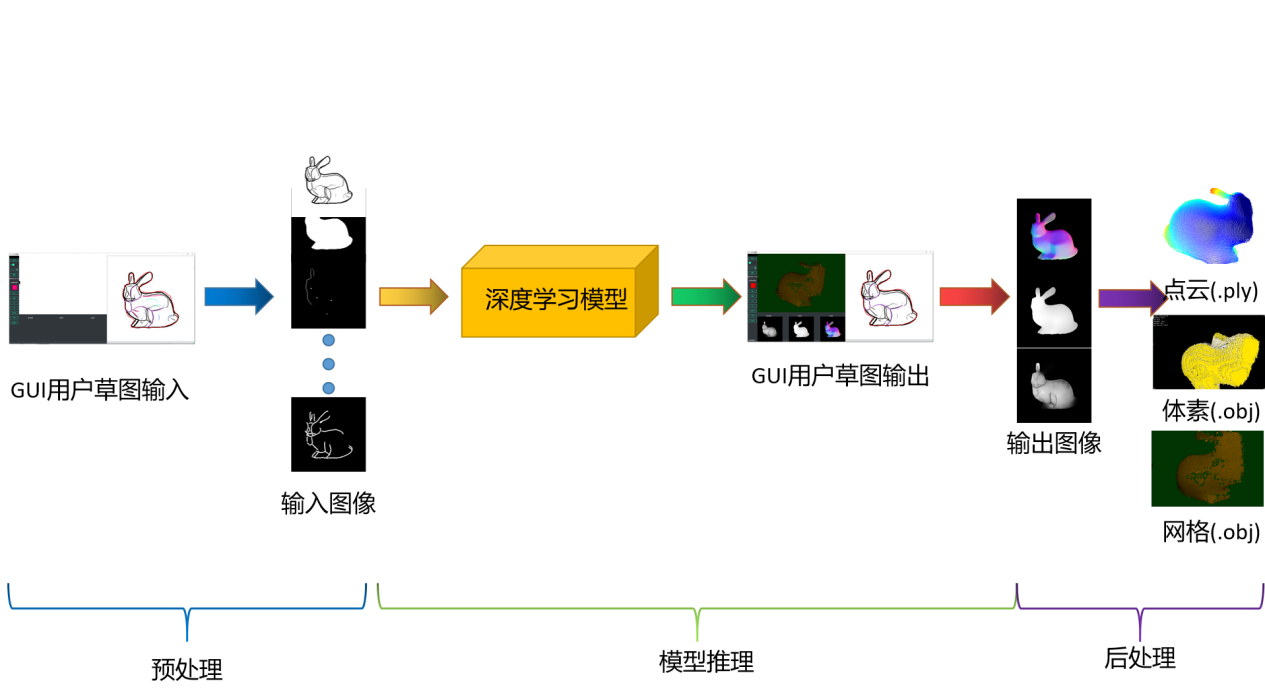 GUI用户草图输入
输入图像
深度学习模型
GUI用户草图输出
输出图像
点云(.ply)
体素(.obj)
网格(.obj)
预处理
模型推理
后处理